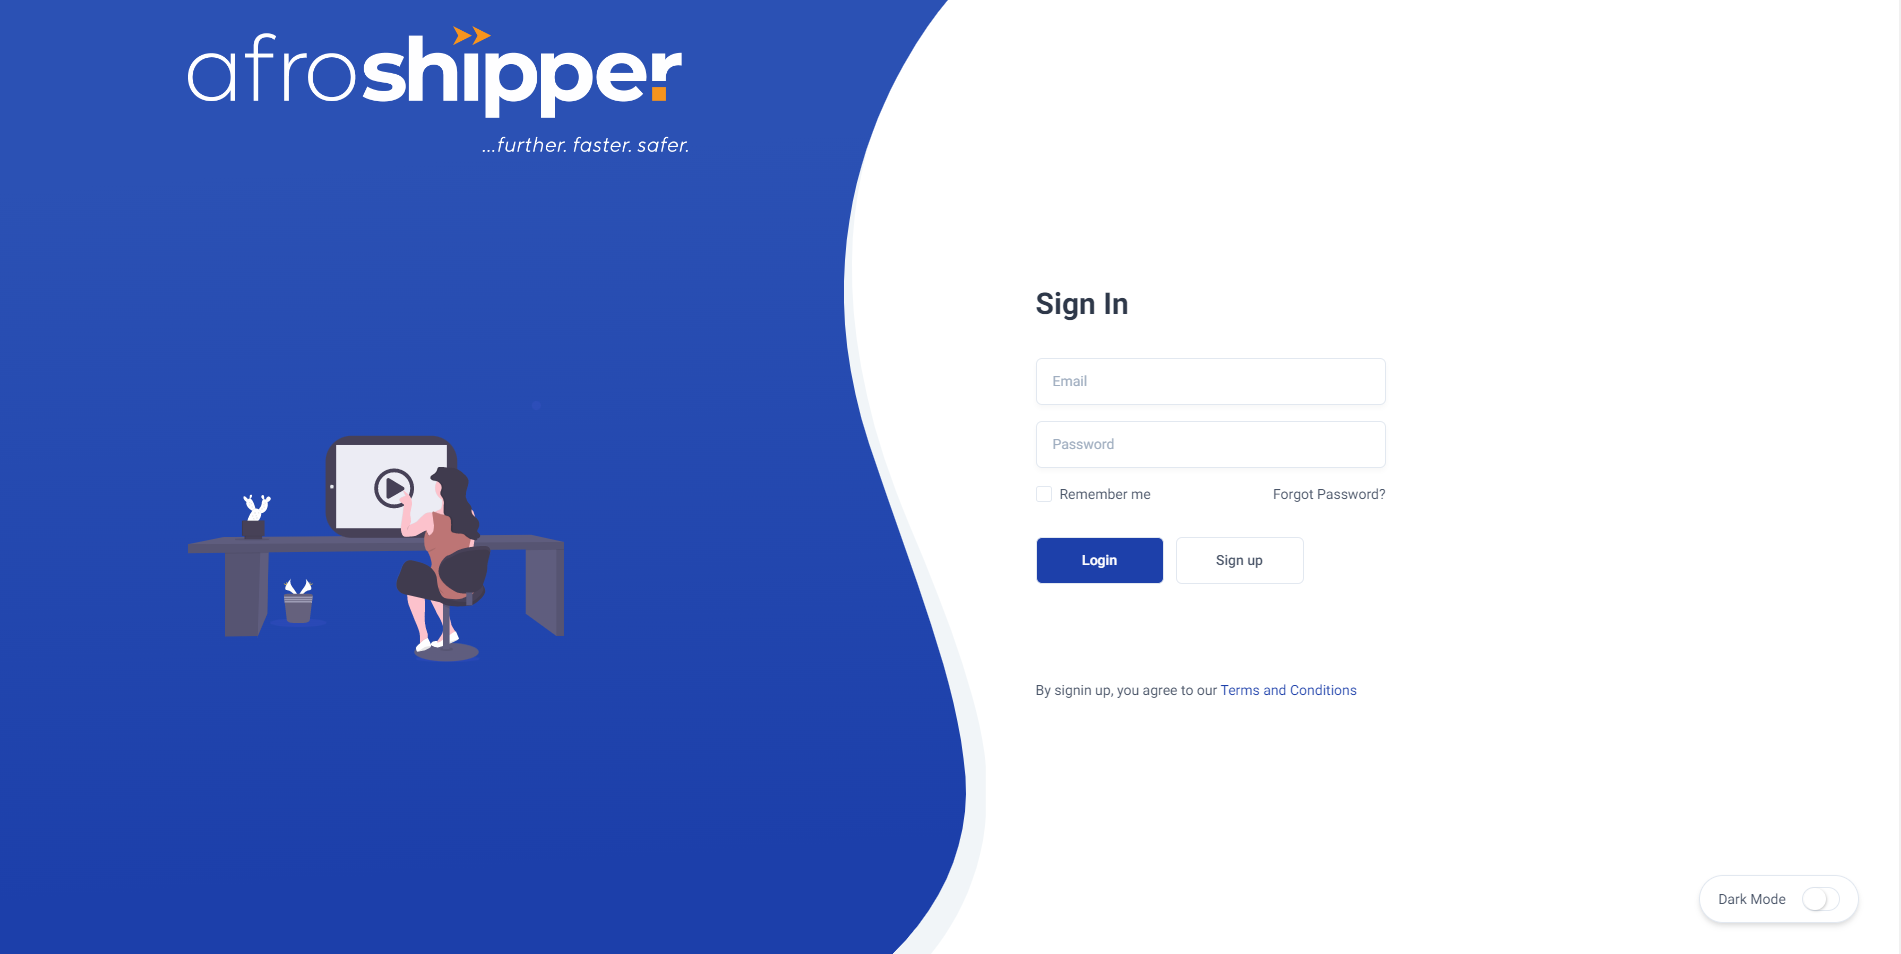 afroshipper
...further. faster. safer.
Sign In
Email
Password
Remember me
Forgot Password?
Login
Sign up
By signin up, you agree to our Terms and Conditions
Dark Mode